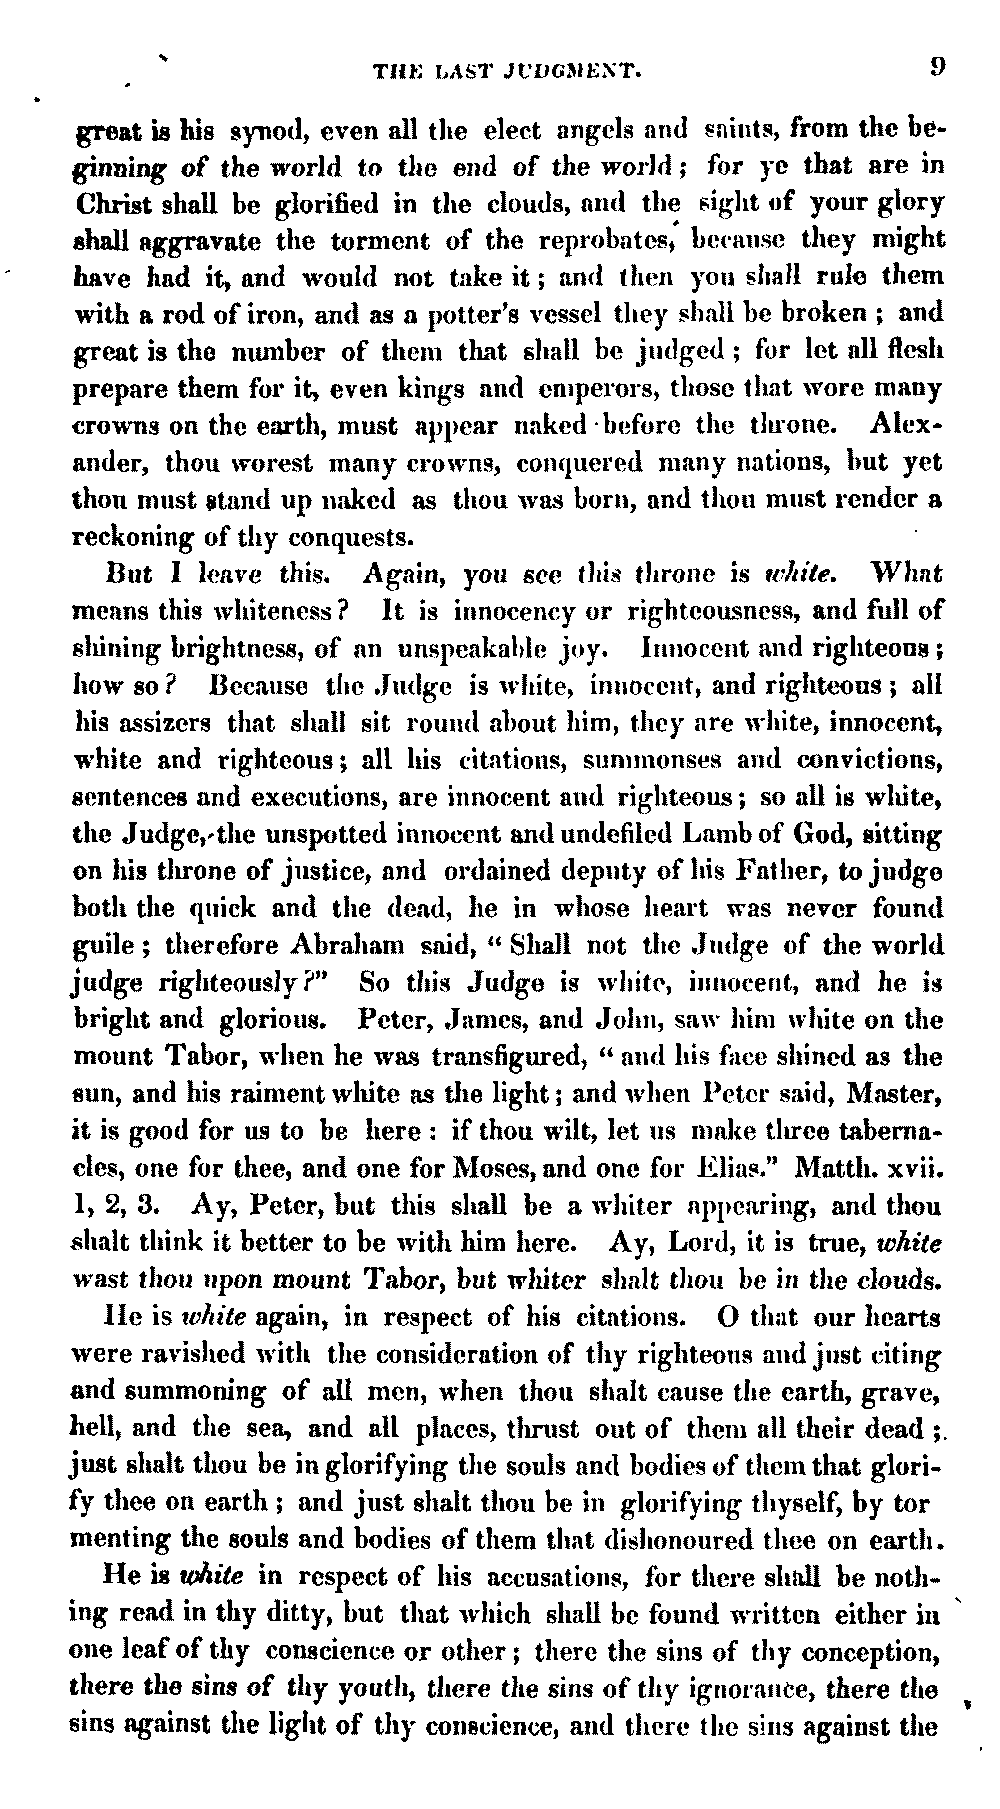 THE LAST JUDGMENT. 9
great is his synod, even all the elect angels and saints, from the be-
ginning of the world to the end of the world; for ye that are in
Christ shall be glorified in the clouds, and the sight of your glory
shall aggravate the torment of the reprobates, because they might
have had it, and would not take it; and then you shall rule them
with a rod of iron, and as a potter's vessel they shall be broken; and
great is the number of them that shall be judged; for let all flesh
prepare them for it, even kings and emperors, those that wore many
crowns on the earth, must appear naked before the throne. Alex-
ander, thou worest many crowns, conquered many nations, but yet
thou must stand up naked as thou was born, and thou must render a
reckoning of thy conquests.
But I leave this. Again, you see this throne is white. What
means this whiteness? It is innocency or righteousness, and full of
shining brightness, of an unspeakable joy. Innocent and righteous;
how so? Because the Judge is white, innocent, and righteous; all
his assizers that shall sit round about him, they are white, innocent,
white and righteous; all his citations, summonses and convictions,
sentences and executions, are innocent and righteous; so all is white,
the Judge, the unspotted innocent and undefiled Lamb of God, sitting
on his throne of justice, and ordained deputy of his Father, to judge
both the quick and the dead, he in whose heart was never found
guile; therefore Abraham said, "Shall not the Judge of the world
judge righteously?" So this Judge is white, innocent, and he is
bright and glorious. Peter, James, and John, saw him white on the
mount Tabor, when he was transfigured, "and his face shined as the
sun, and his raiment white as the light; and when Peter said, Master,
it is good for us to be here: if thou wilt, let us make three taberna-
cles, one for thee, and one for Moses, and one for Elias." Matth. xvii.
1, 2, 3. Ay, Peter, but this shall be a whiter appearing, and thou
shalt think it better to be with him here. Ay, Lord, it is true, white
wast thou upon mount Tabor, but whiter shalt thou be in the clouds.
He is white again, in respect of his citations. O that our hearts
were ravished with the consideration of thy righteous and just citing
and summoning of all men, when thou shalt cause the earth, grave,
hell, and the sea, and all places, thrust out of them all their dead;
just shalt thou be in glorifying the souls and bodies of them that glori-
fy thee on earth; and just shalt thou be in glorifying thyself, by tor
menting the souls and bodies of them that dishonoured thee on earth.
He is white in respect of his accusations, for there shall be noth-
ing read in thy ditty, but that which shall be found written either in
one leaf of thy conscience or other; there the sins of thy conception,
there the sins of thy youth, there the sins of thy ignorance, there the
sins against the light of thy conscience, and there the sins against the